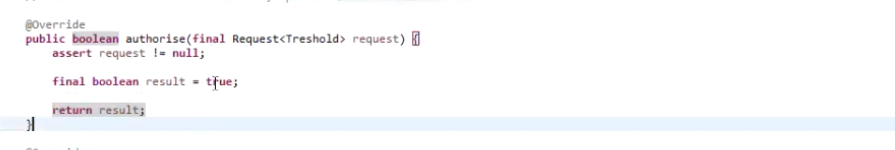 @Override
public boolean authorise(final Request<Treshold> request) {
    assert request != null;
    final boolean result = true;
    return result;
}